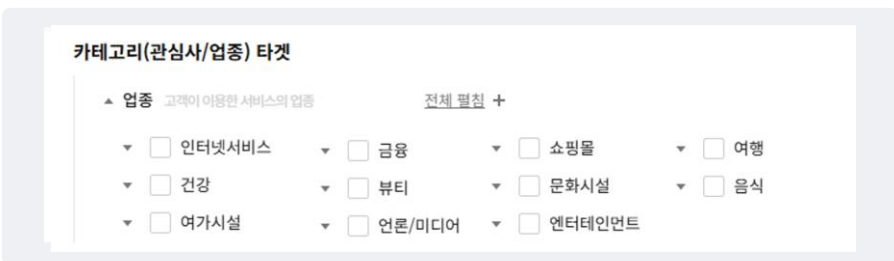 카테고리(관심사/업종) 타겟
▲ 업종 고객이 이용한 서비스의 업종 전체 펼침 +
▼ 인터넷서비스 ▼ 금융 ▼ 쇼핑몰 ▼ 여행
▼ 건강 ▼ 뷰티 ▼ 문화시설 ▼ 음식
▼ 여가시설 ▼ 언론/미디어 ▼ 엔터테인먼트